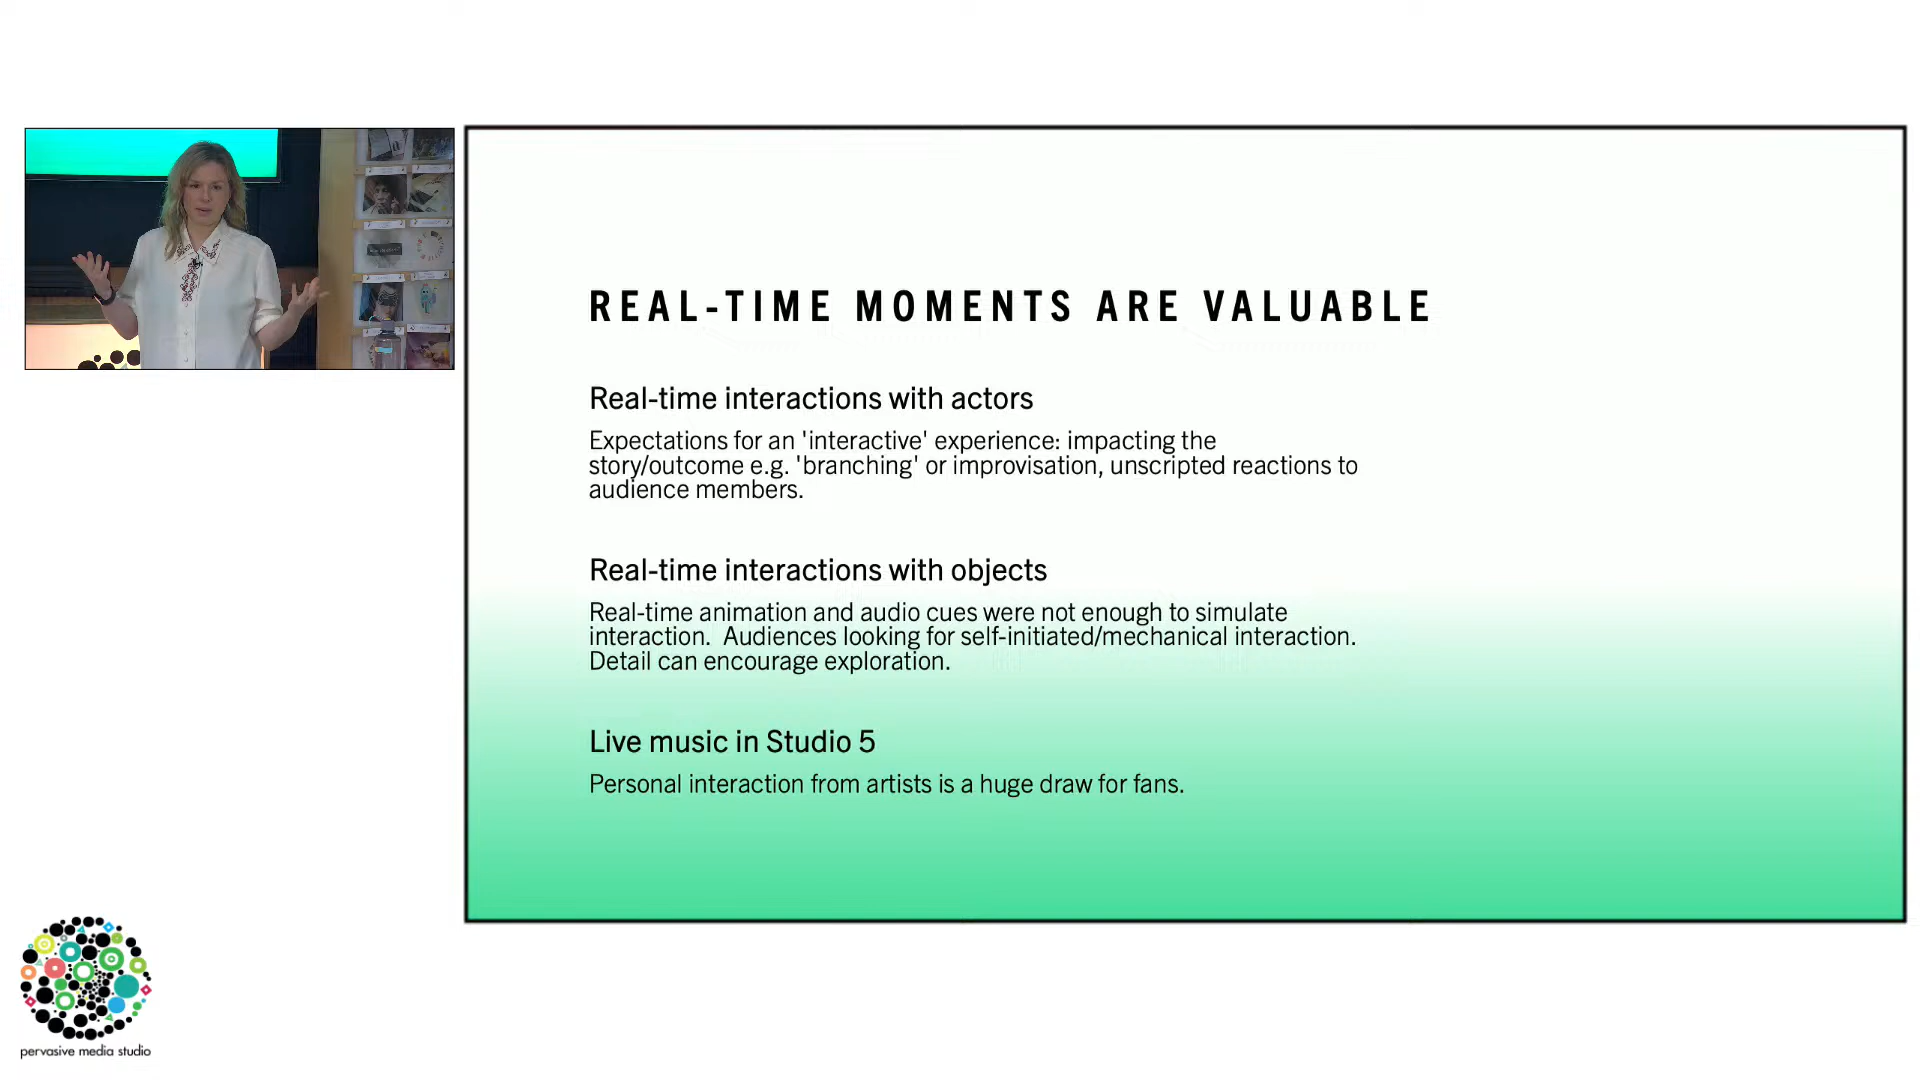 REAL-TIME MOMENTS ARE VALUABLE
Real-time interactions with actors
Expectations for an 'interactive' experience: impacting the
story/outcome e.g. 'branching' or improvisation, unscripted reactions to
audience members.
Real-time interactions with objects
Real-time animation and audio cues were not enough to simulate
interaction.  Audiences looking for self-initiated/mechanical interaction.
Detail can encourage exploration.
Live music in Studio 5
Personal interaction from artists is a huge draw for fans.
pervasive media studio